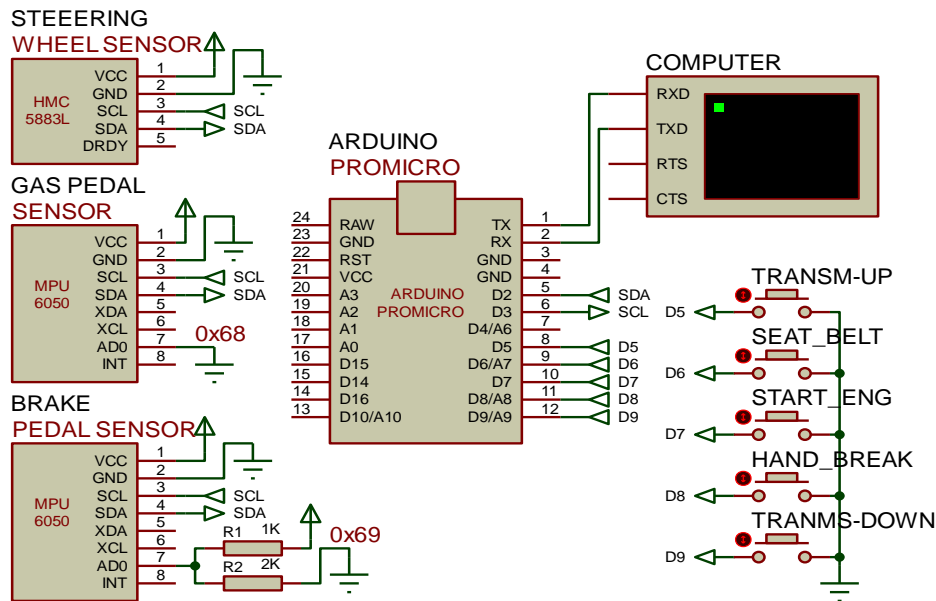 STEEERING
WHEEL SENSOR
HMC
5883L
VCC 1
GND 2
SCL 3 SCL
SDA 4 SDA
DRDY 5
GAS PEDAL
SENSOR
MPU
6050
VCC 1
GND 2
SCL 3 SCL
SDA 4 SDA
XDA 5
XCL 6
AD0 7
INT 8
0x68
BRAKE
PEDAL SENSOR
MPU
6050
VCC 1
GND 2
SCL 3 SCL
SDA 4 SDA
XDA 5
XCL 6
AD0 7
INT 8
R1 1K
R2 2K
0x69
ARDUINO
PROMICRO
ARDUINO
PROMICRO
24 RAW
23 GND
22 RST
21 VCC
20 A3
19 A2
18 A1
17 A0
16 D15
15 D14
14 D16
13 D10/A10
TX 1
RX 2
GND 3
GND 4
D2 5 SDA
D3 6 SCL
D4/A6 7
D5 8 D5
D6/A7 9 D6
D7 10 D7
D8/A8 11 D8
D9/A9 12 D9
COMPUTER
RXD
TXD
RTS
CTS
TRANSM-UP
D5
SEAT_BELT
D6
START_ENG
D7
HAND_BREAK
D8
TRANMS-DOWN
D9